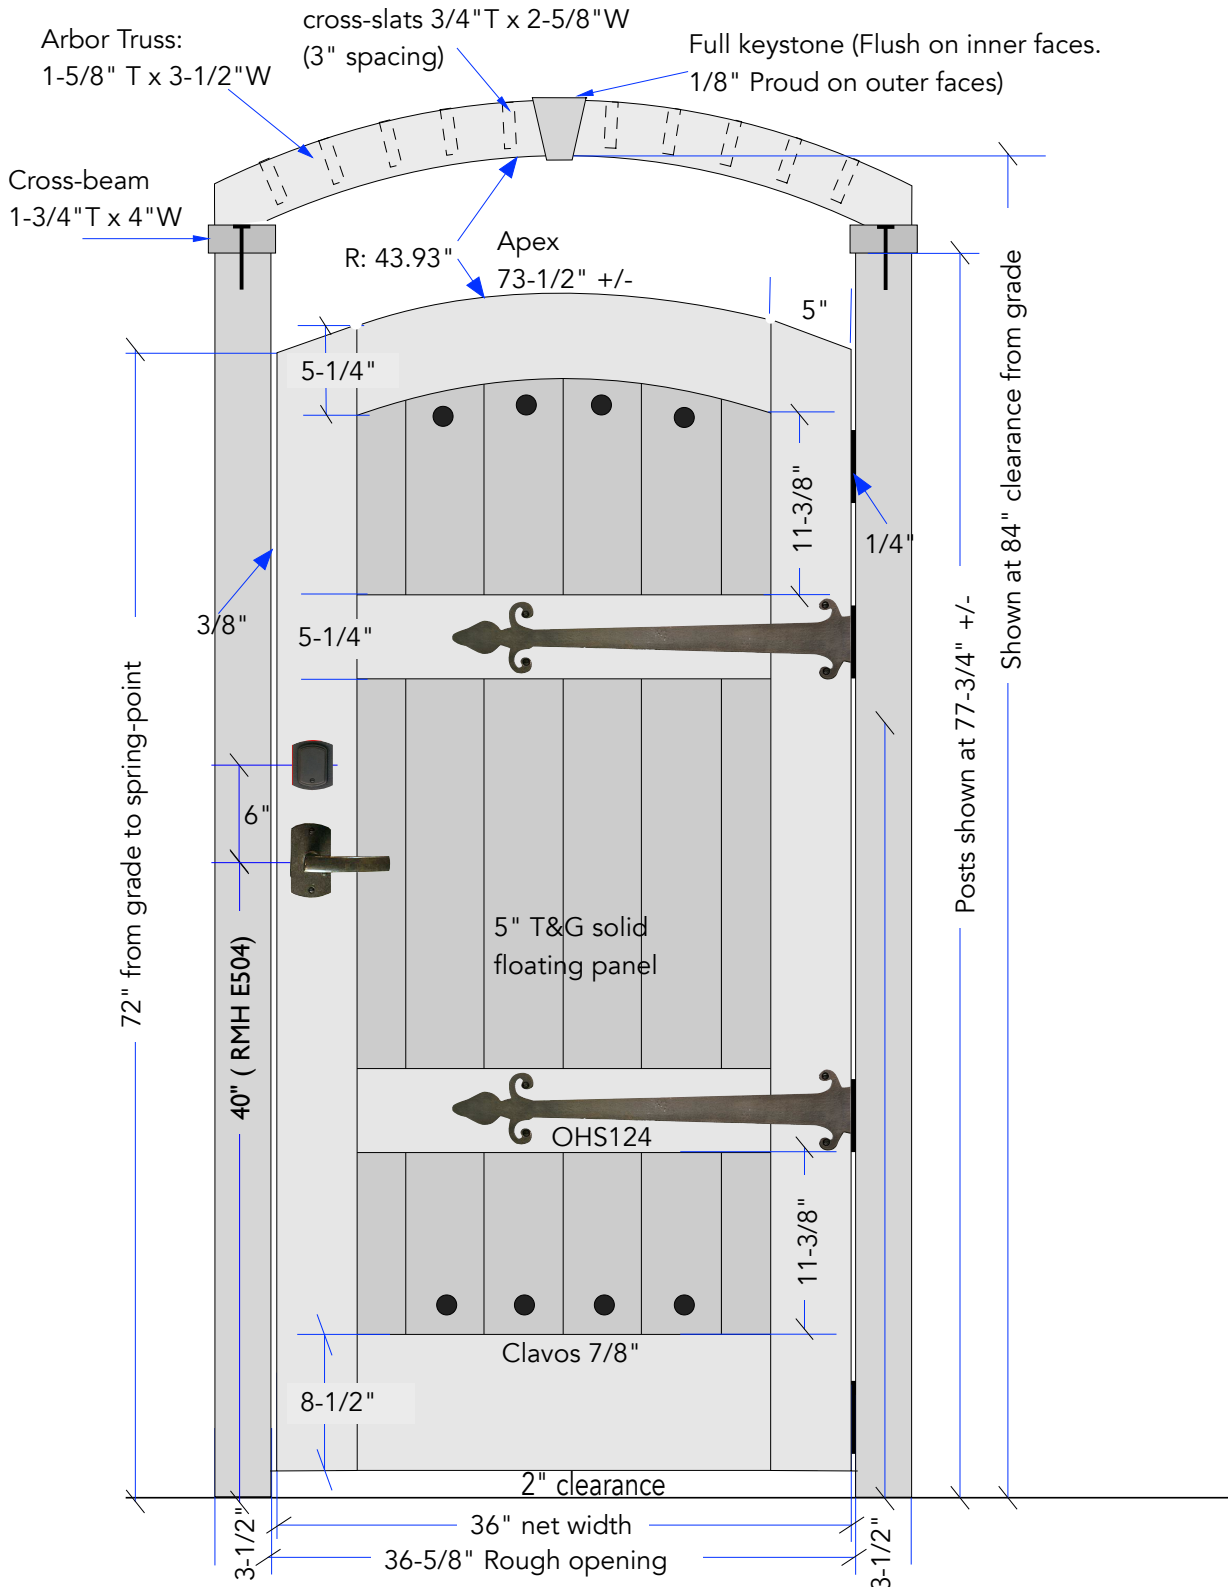 cross-slats 3/4"T x 2-5/8"W
(3" spacing)
Arbor Truss:
1-5/8" T x 3-1/2"W
Full keystone (Flush on inner faces.
1/8" Proud on outer faces)
Cross-beam
1-3/4"T x 4"W
R: 43.93"
Apex
73-1/2" +/-
5"
5-1/4"
11-3/8"
1/4"
Shown at 84" clearance from grade
3/8"
5-1/4"
Posts shown at 77-3/4" +/-
72" from grade to spring-point
6"
40" ( RMH E504)
5" T&G solid
floating panel
OHS124
11-3/8"
Clavos 7/8"
8-1/2"
2" clearance
3-1/2"
36" net width
36-5/8" Rough opening
3-1/2"